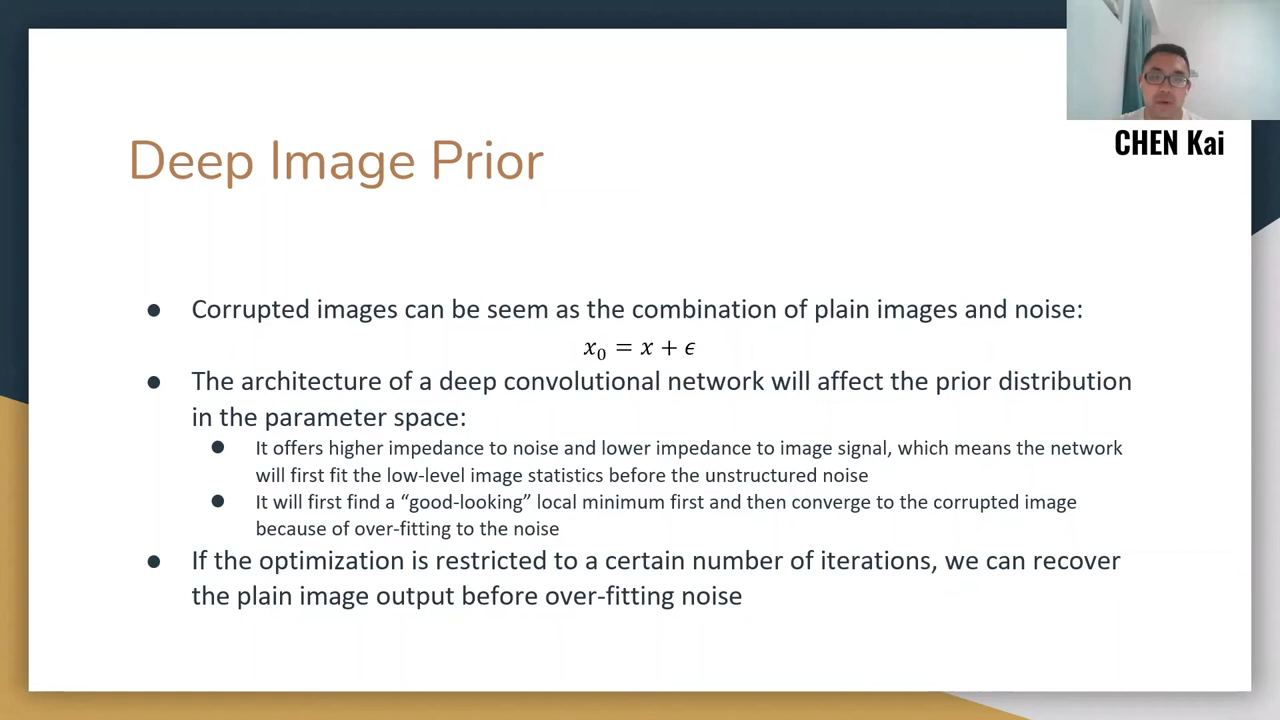 CHEN Kai
Deep Image Prior
● Corrupted images can be seem as the combination of plain images and noise:
x₀ = x + ϵ
● The architecture of a deep convolutional network will affect the prior distribution
in the parameter space:
● It offers higher impedance to noise and lower impedance to image signal, which means the network
will first fit the low-level image statistics before the unstructured noise
● It will first find a “good-looking” local minimum first and then converge to the corrupted image
because of over-fitting to the noise
● If the optimization is restricted to a certain number of iterations, we can recover
the plain image output before over-fitting noise